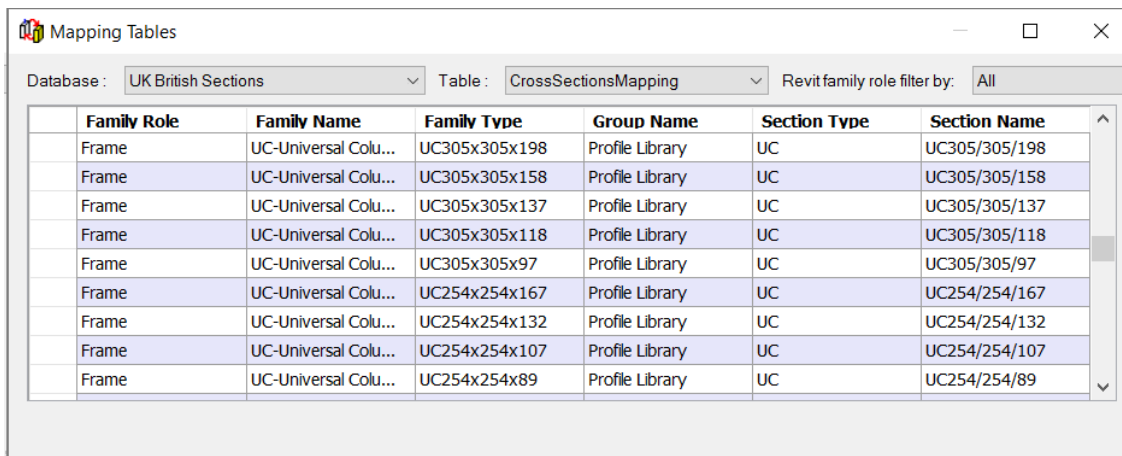 Mapping Tables
Database : UK British Sections Table : CrossSectionsMapping Revit family role filter by: All
Family Role Family Name Family Type Group Name Section Type Section Name
Frame UC-Universal Colu... UC305x305x198 Profile Library UC UC305/305/198
Frame UC-Universal Colu... UC305x305x158 Profile Library UC UC305/305/158
Frame UC-Universal Colu... UC305x305x137 Profile Library UC UC305/305/137
Frame UC-Universal Colu... UC305x305x118 Profile Library UC UC305/305/118
Frame UC-Universal Colu... UC305x305x97 Profile Library UC UC305/305/97
Frame UC-Universal Colu... UC254x254x167 Profile Library UC UC254/254/167
Frame UC-Universal Colu... UC254x254x132 Profile Library UC UC254/254/132
Frame UC-Universal Colu... UC254x254x107 Profile Library UC UC254/254/107
Frame UC-Universal Colu... UC254x254x89 Profile Library UC UC254/254/89